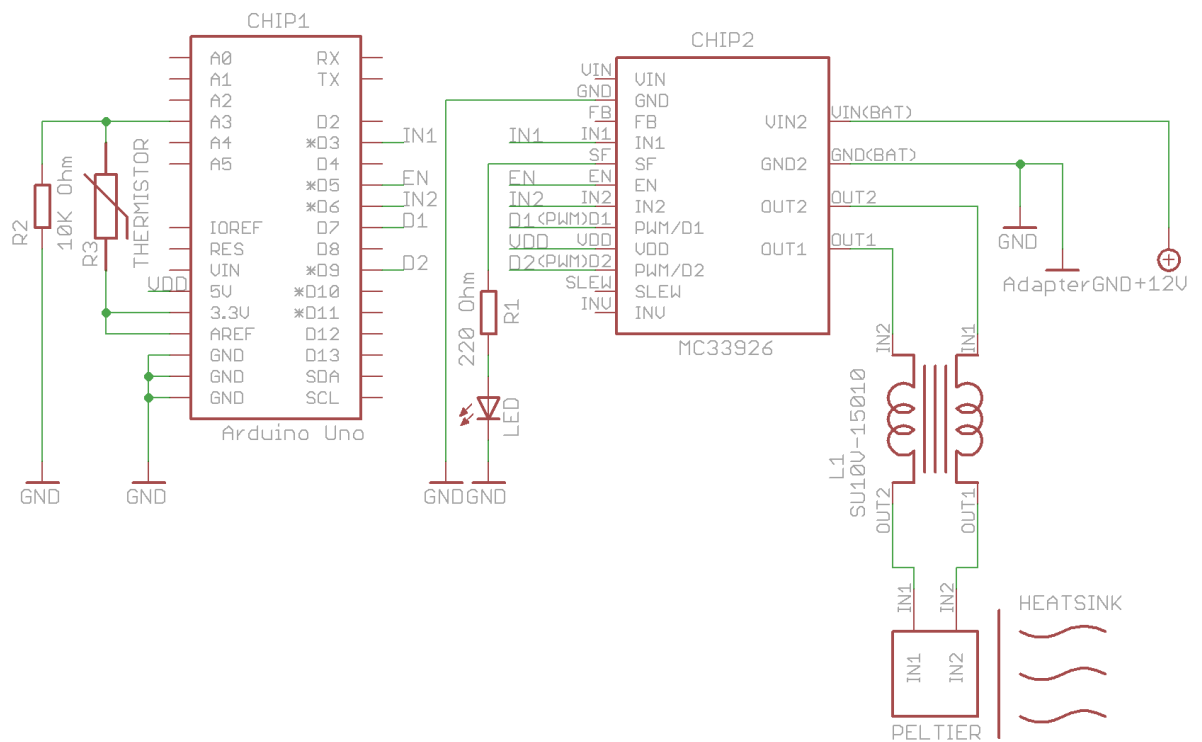 CHIP1
A0
A1
A2
A3
A4
A5
IOREF
RES
VIN
5V
3.3V
AREF
GND
GND
GND
RX
TX
D2
*D3
D4
*D5
*D6
D7
D8
*D9
*D10
*D11
D12
D13
SDA
SCL
Arduino Uno
VDD
IN1
EN
IN2
D1
D2
R2
10K Ohm
R3
THERMISTOR
GND
GND
CHIP2
VIN
GND
FB
IN1
SF
EN
IN2
(PWM)D1
VDD
(PWM)D2
SLEW
INV
IN1
EN
IN2
D1
VDD
D2
VIN
GND
FB
IN1
SF
EN
IN2
PWM/D1
VDD
PWM/D2
SLEW
INV
VIN2
GND2
OUT2
OUT1
MC33926
VIN(BAT)
GND(BAT)
OUT2
OUT1
220 Ohm
R1
LED
GND
GND
GND
AdapterGND
+12V
IN2
IN1
L1
SU10V-15010
OUT2
OUT1
IN1
IN2
IN1
IN2
PELTIER
HEATSINK